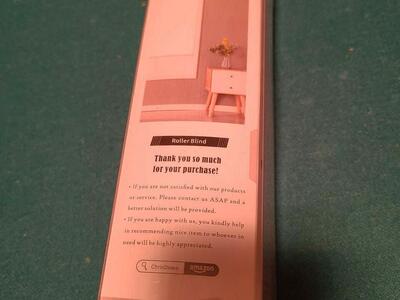 Roller Blind
Thank you so much
for your purchase!
• If you are not satisfied with our products
or service. Please contact us ASAP and a
better solution will be provided.
• If you are happy with us, you kindly help
in recommending nice item to whoever in
need will be highly appreciated.
ChrisDowa amazon